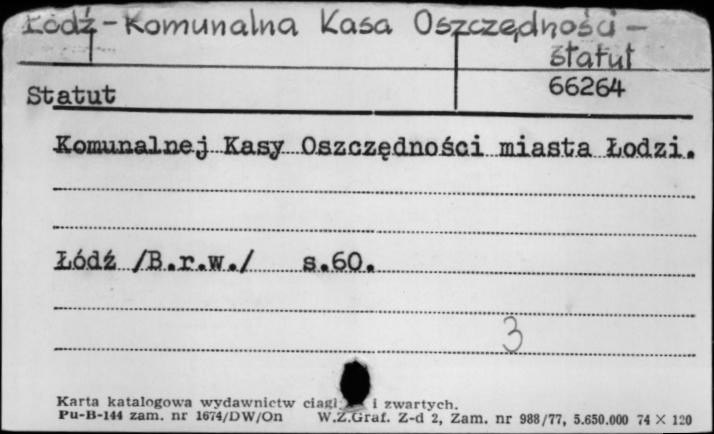 Łódź - Komunalna Kasa Oszczędności -
statut
66264
Statut
Komunalnej Kasy Oszczędności miasta Łodzi.
Łódź /B.r.w./ s.60.
3
Karta katalogowa wydawnictw i zwartych.
Pu-B-144 zam. nr 1674/DW/On W.Z.Graf. Z-d 2, Zam. nr 988/77, 5.650.000 74 × 120